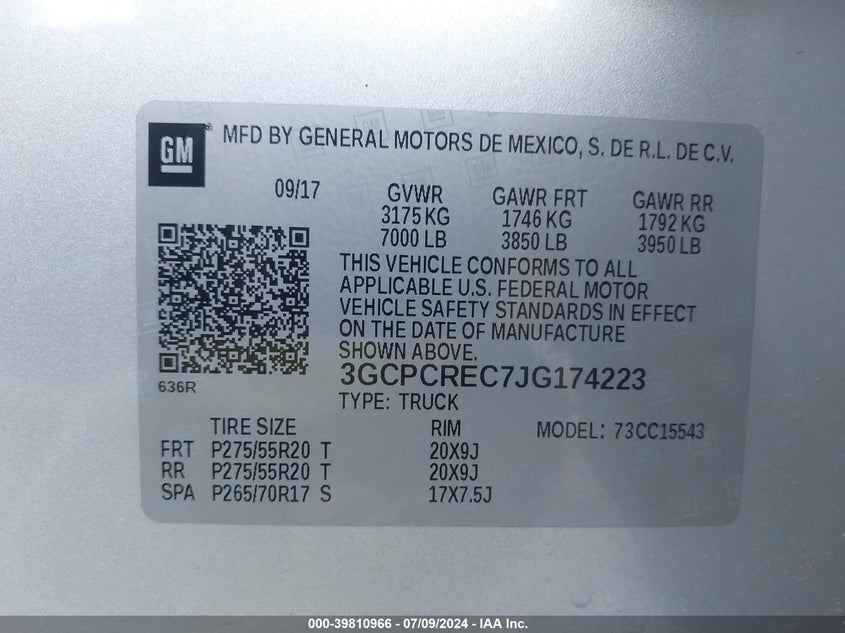 GM® MFD BY GENERAL MOTORS DE MEXICO, S. DE R.L. DE C.V.
09/17 GVWR GAWR FRT GAWR RR
3175 KG 1746 KG 1792 KG
7000 LB 3850 LB 3950 LB
THIS VEHICLE CONFORMS TO ALL
APPLICABLE U.S. FEDERAL MOTOR
VEHICLE SAFETY STANDARDS IN EFFECT
ON THE DATE OF MANUFACTURE
SHOWN ABOVE.
636R
3GCPCREC7JG174223
TYPE: TRUCK
TIRE SIZE RIM MODEL: 73CC15543
FRT P275/55R20 T 20X9J
RR P275/55R20 T 20X9J
SPA P265/70R17 S 17X7.5J
000-39810966 - 07/09/2024 - IAA Inc.